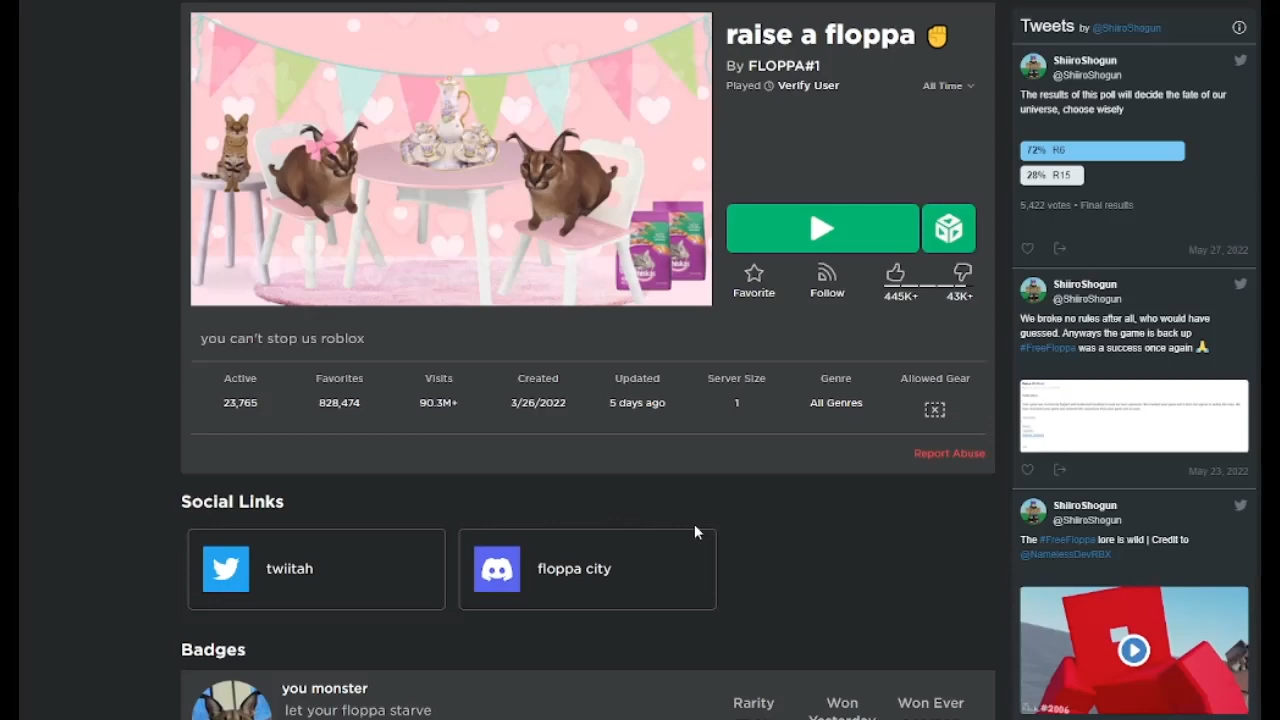 raise a floppa ✊
By FLOPPA#1
Played Verify User
All Time
Favorite
Follow
445K+
43K+
you can't stop us roblox
Active Favorites Visits Created Updated Server Size Genre Allowed Gear
23,765 828,474 90.3M+ 3/26/2022 5 days ago 1 All Genres
Report Abuse
Social Links
twiitah
floppa city
Badges
you monster
let your floppa starve
Rarity
Won
Yesterday
Won Ever
Tweets by @ShiiroShogun
ShiiroShogun
@ShiiroShogun
The results of this poll will decide the fate of our
universe, choose wisely
72% R6
28% R15
5,422 votes • Final results
May 27, 2022
ShiiroShogun
@ShiiroShogun
We broke no rules after all, who would have
guessed. Anyways the game is back up
#FreeFloppa was a success once again 🙏
May 23, 2022
ShiiroShogun
@ShiiroShogun
The #FreeFloppa lore is wild | Credit to
@NamelessDevRBX